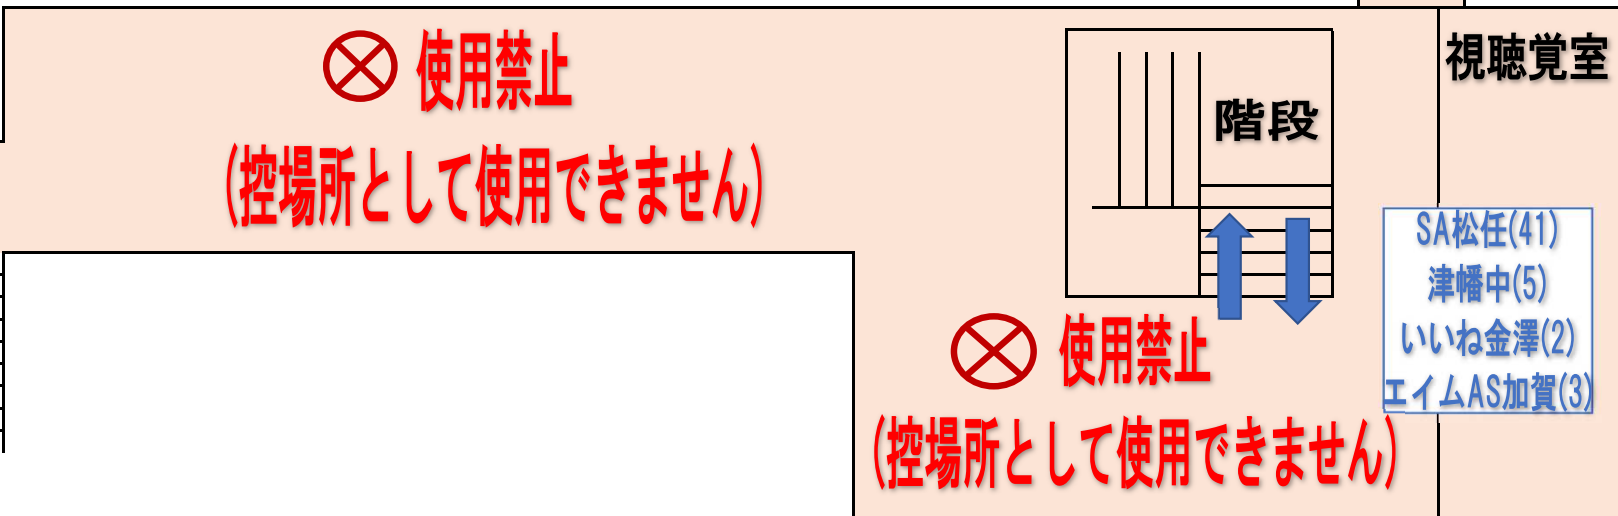 使用禁止
(控場所として使用できません)
階段
視聴覚室
SA松任(41)
津幡中(5)
いいね金澤(2)
エイムAS加賀(3)
使用禁止
(控場所として使用できません)